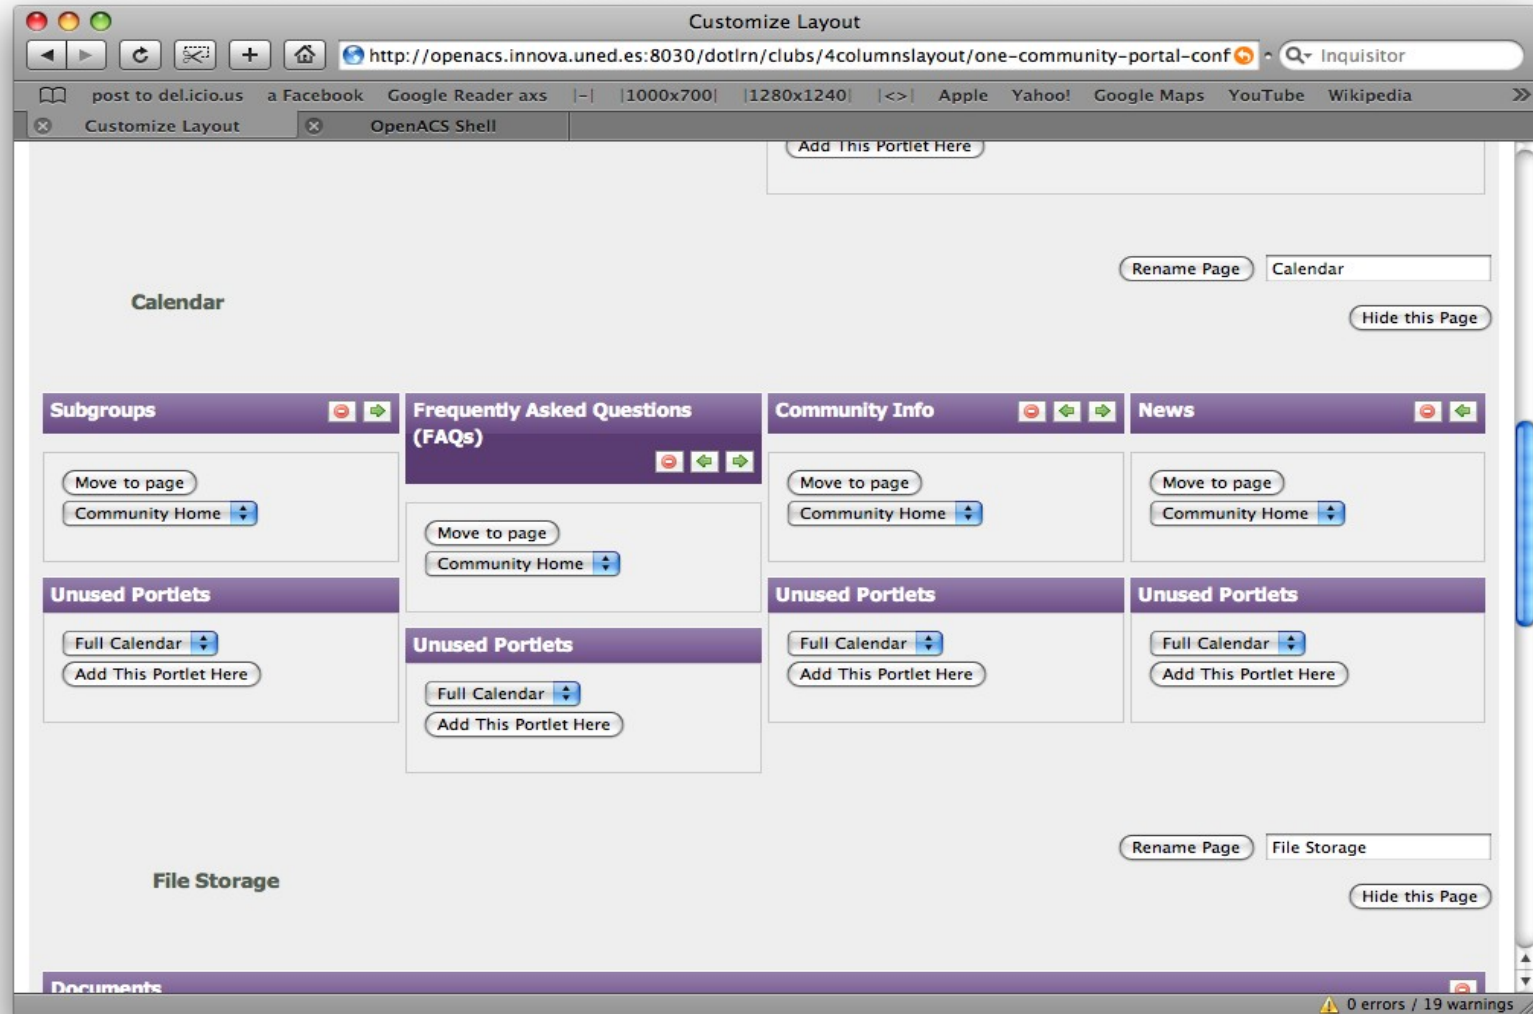 Customize Layout
http://openacs.innova.uned.es:8030/dotlrn/clubs/4columnslayout/one-community-portal-conf
Inquisitor
post to del.icio.us a Facebook Google Reader axs |-| |1000x700| |1280x1240| |<>| Apple Yahoo! Google Maps YouTube Wikipedia
Customize Layout OpenACS Shell
Add This Portlet Here
Rename Page Calendar
Calendar
Hide this Page
Subgroups Frequently Asked Questions Community Info News
(FAQs)
Move to page Move to page Move to page
Community Home Community Home Community Home
Move to page
Community Home
Unused Portlets Unused Portlets Unused Portlets
Full Calendar Unused Portlets Full Calendar Full Calendar
Add This Portlet Here Add This Portlet Here Add This Portlet Here
Full Calendar
Add This Portlet Here
Rename Page File Storage
File Storage
Hide this Page
Documents
0 errors / 19 warnings